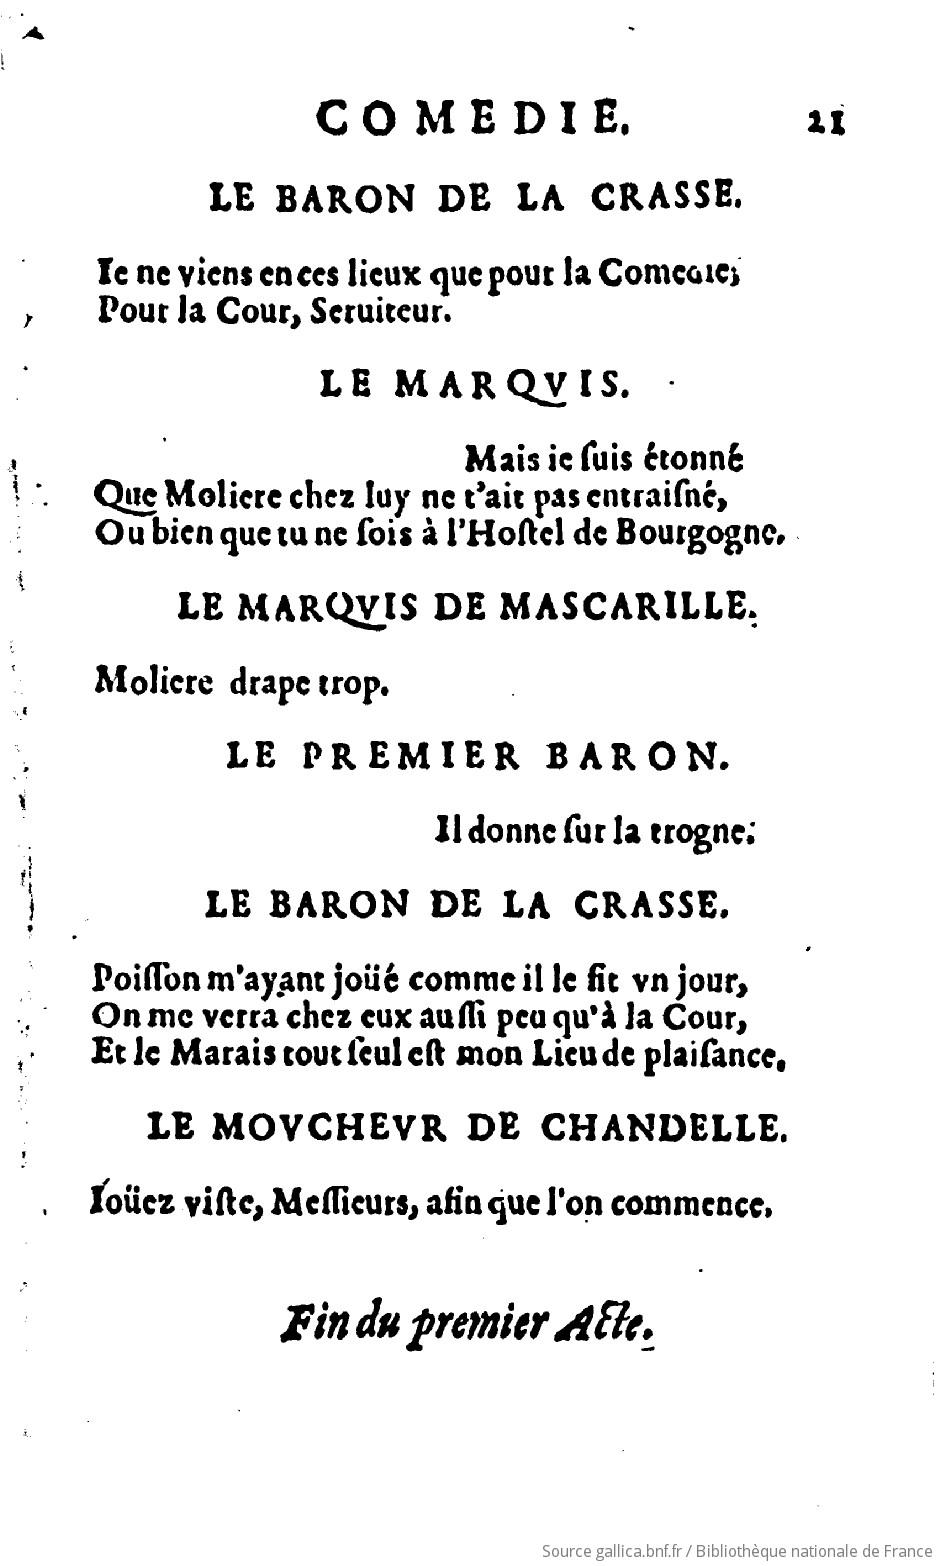 COMEDIE. 21
LE BARON DE LA CRASSE.
Ie ne viens en ces lieux que pour la Comedie;
Pour la Cour, Seruiteur.
LE MARQVIS.
Mais ie ſuis étonné
Que Moliere chez luy ne t'ait pas entraiſné,
Ou bien que tu ne ſois à l'Hoſtel de Bourgogne.
LE MARQVIS DE MASCARILLE.
Moliere drape trop.
LE PREMIER BARON.
Il donne ſur la trogne.
LE BARON DE LA CRASSE.
Poiſſon m'ayant joüé comme il le fit vn jour,
On me verra chez eux auſſi peu qu'à la Cour,
Et le Marais tout ſeul eſt mon Lieu de plaiſance.
LE MOVCHEVR DE CHANDELLE.
Ioüez viſte, Meſſieurs, afin que l'on commence.
Fin du premier Acte.
Source gallica.bnf.fr / Bibliothèque nationale de France